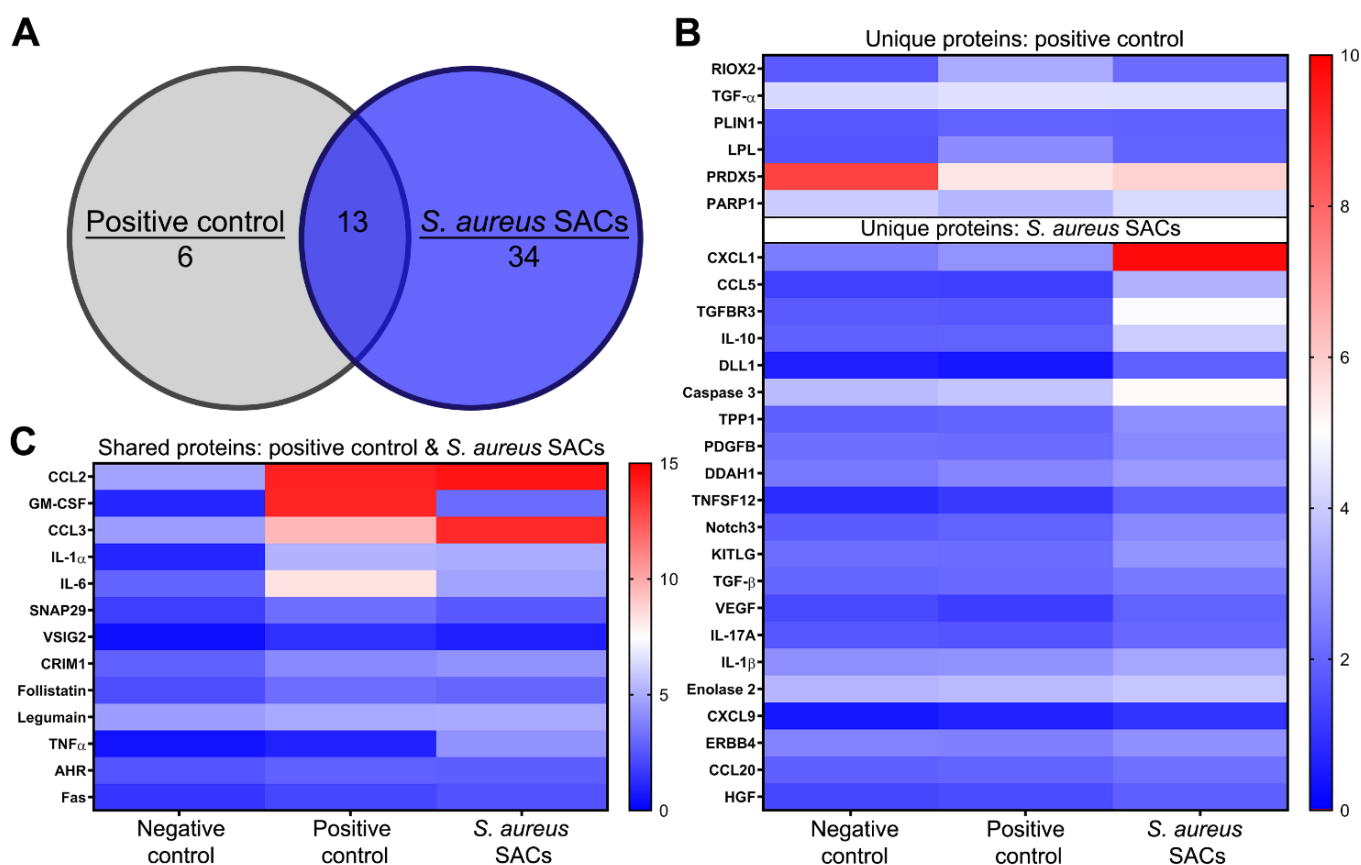 A
Positive control
6
13
S. aureus SACs
34
B
Unique proteins: positive control
RIOX2
TGF-α
PLIN1
LPL
PRDX5
PARP1
Unique proteins: S. aureus SACs
CXCL1
CCL5
TGFBR3
IL-10
DLL1
Caspase 3
TPP1
PDGFB
DDAH1
TNFSF12
Notch3
KITLG
TGF-β
VEGF
IL-17A
IL-1β
Enolase 2
CXCL9
ERBB4
CCL20
HGF
Negative control
Positive control
S. aureus SACs
10
8
6
4
2
0
C
Shared proteins: positive control & S. aureus SACs
CCL2
GM-CSF
CCL3
IL-1α
IL-6
SNAP29
VSIG2
CRIM1
Follistatin
Legumain
TNFα
AHR
Fas
Negative control
Positive control
S. aureus SACs
15
10
5
0